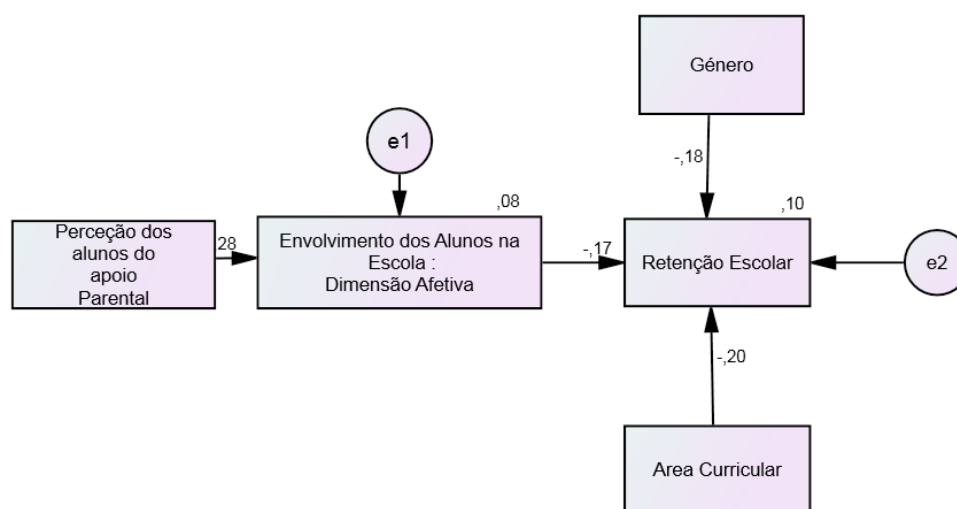 Género
e1
-,18
,08
,10
Perceção dos
alunos do
apoio
Parental
28
Envolvimento dos Alunos na
Escola :
Dimensão Afetiva
-,17
Retenção Escolar
e2
-,20
Area Curricular